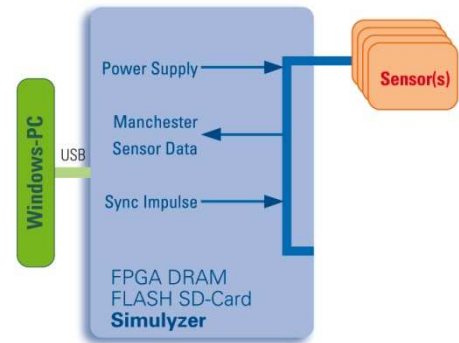 Power Supply
Sensor(s)
Manchester
Sensor Data
USB
Windows-PC
Sync Impulse
FPGA DRAM
FLASH SD-Card
Simulyzer